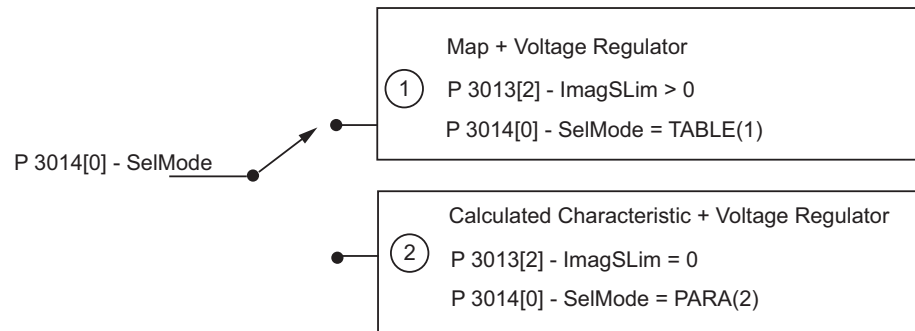 Map + Voltage Regulator
1
P 3013[2] - ImagSLim > 0
P 3014[0] - SelMode = TABLE(1)
P 3014[0] - SelMode
Calculated Characteristic + Voltage Regulator
2
P 3013[2] - ImagSLim = 0
P 3014[0] - SelMode = PARA(2)